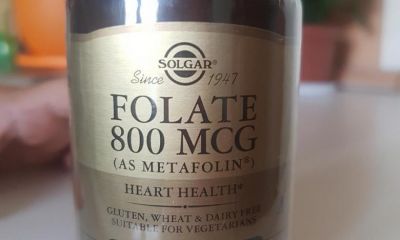 SOLGAR®
Since 1947
FOLATE
800 MCG
(AS METAFOLIN®)
HEART HEALTH*
GLUTEN, WHEAT & DAIRY FREE
SUITABLE FOR VEGETARIANS